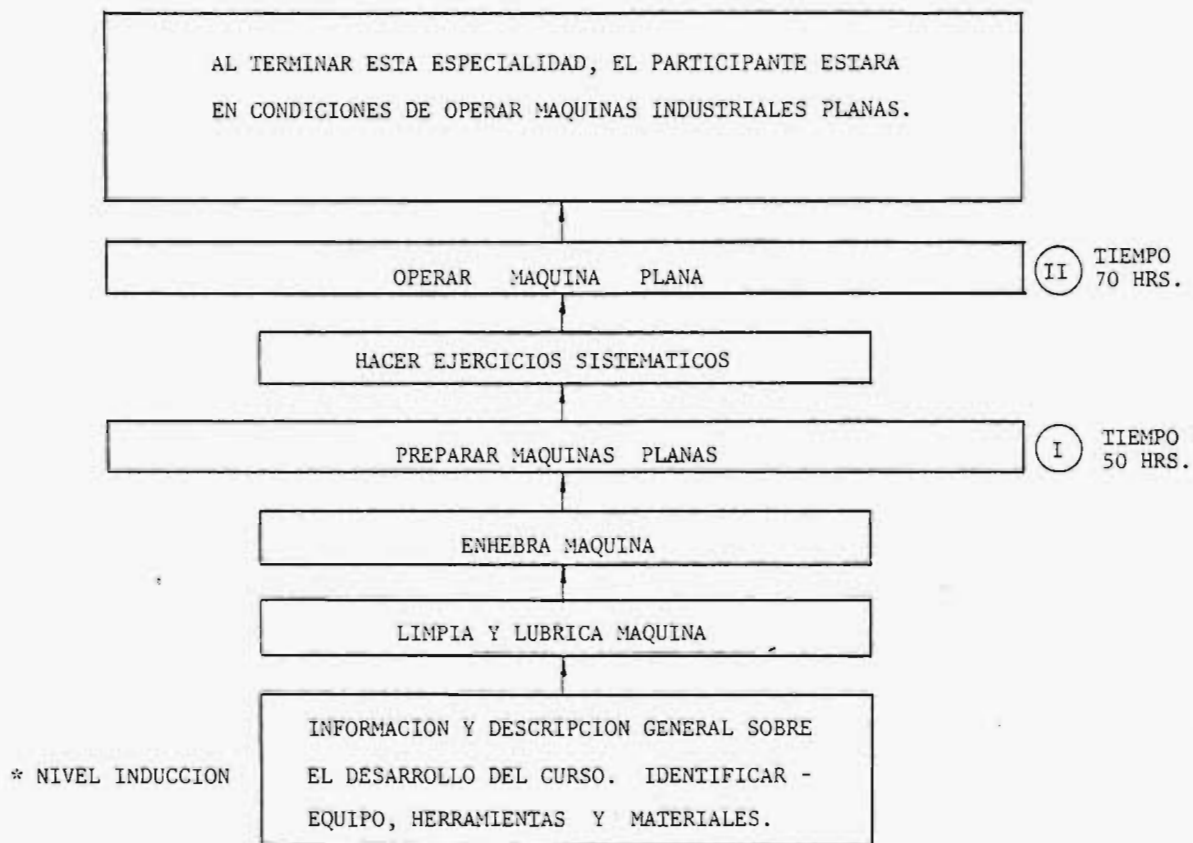 AL TERMINAR ESTA ESPECIALIDAD, EL PARTICIPANTE ESTARA
EN CONDICIONES DE OPERAR MAQUINAS INDUSTRIALES PLANAS.
OPERAR MAQUINA PLANA
II
TIEMPO
70 HRS.
HACER EJERCICIOS SISTEMATICOS
PREPARAR MAQUINAS PLANAS
I
TIEMPO
50 HRS.
ENHEBRA MAQUINA
LIMPIA Y LUBRICA MAQUINA
* NIVEL INDUCCION
INFORMACION Y DESCRIPCION GENERAL SOBRE
EL DESARROLLO DEL CURSO. IDENTIFICAR -
EQUIPO, HERRAMIENTAS Y MATERIALES.